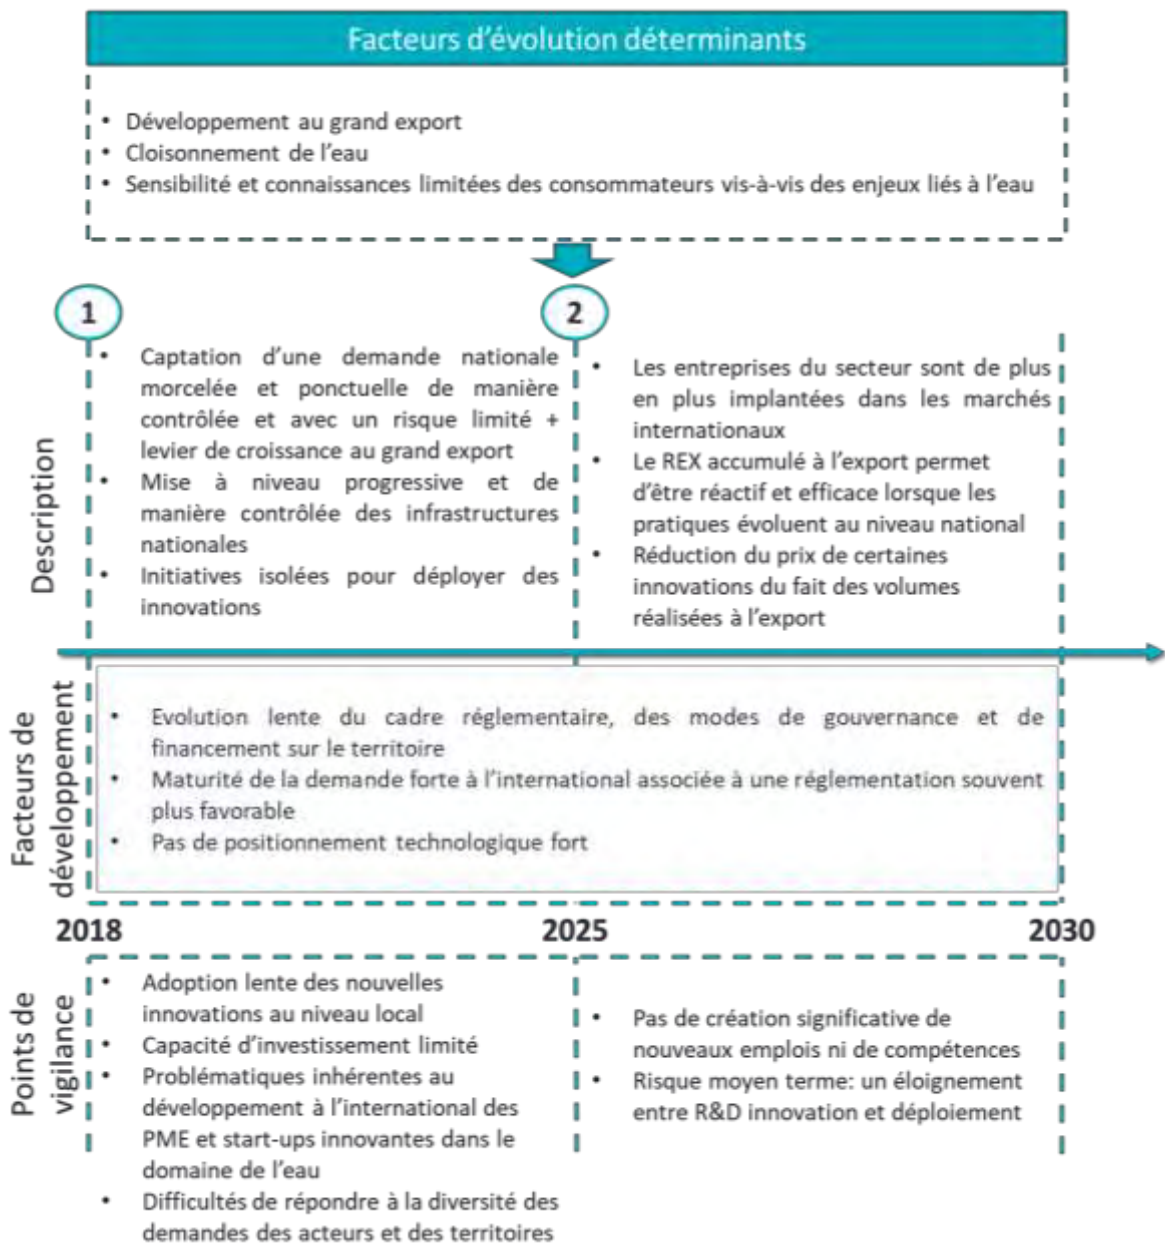 Facteurs d'évolution déterminants
• Développement au grand export
• Cloisonnement de l'eau
• Sensibilité et connaissances limitées des consommateurs vis-à-vis des enjeux liés à l'eau
1
2
Description
• Captation d'une demande nationale
morcelée et ponctuelle de manière
contrôlée et avec un risque limité +
levier de croissance au grand export
• Mise à niveau progressive et de
manière contrôlée des infrastructures
nationales
• Initiatives isolées pour déployer des
innovations
• Les entreprises du secteur sont de plus
en plus implantées dans les marchés
internationaux
• Le REX accumulé à l'export permet
d'être réactif et efficace lorsque les
pratiques évoluent au niveau national
• Réduction du prix de certaines
innovations du fait des volumes
réalisées à l'export
Facteurs de
développement
• Evolution lente du cadre réglementaire, des modes de gouvernance et de
financement sur le territoire
• Maturité de la demande forte à l'international associée à une réglementation souvent
plus favorable
• Pas de positionnement technologique fort
2018
2025
2030
Points de
vigilance
• Adoption lente des nouvelles
innovations au niveau local
• Capacité d'investissement limité
• Problématiques inhérentes au
développement à l'international des
PME et start-ups innovantes dans le
domaine de l'eau
• Difficultés de répondre à la diversité des
demandes des acteurs et des territoires
• Pas de création significative de
nouveaux emplois ni de compétences
• Risque moyen terme: un éloignement
entre R&D innovation et déploiement